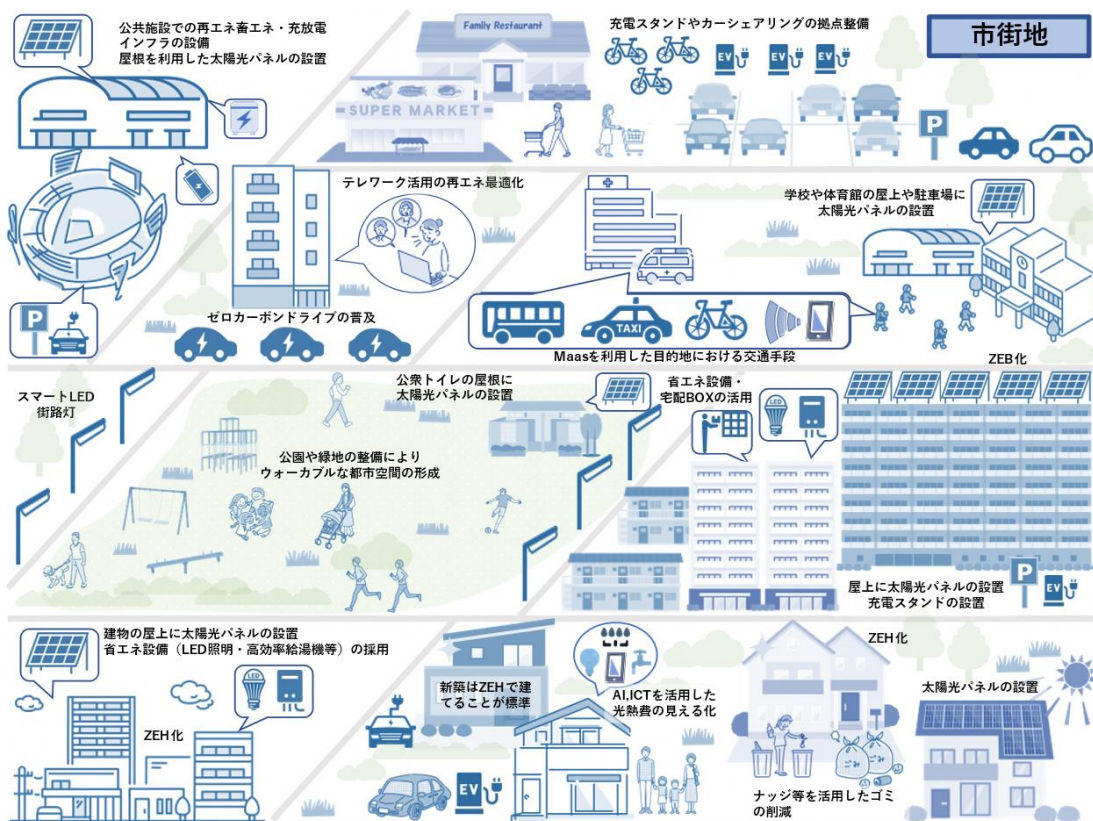 公共施設での再エネ畜エネ・充放電
インフラの設備
屋根を利用した太陽光パネルの設置
Family Restaurant
SUPER MARKET
充電スタンドやカーシェアリングの拠点整備
EV
EV
EV
P
市街地
テレワーク活用の再エネ最適化
学校や体育館の屋上や駐車場に
太陽光パネルの設置
P
ゼロカーボンドライブの普及
TAXI
Maasを利用した目的地における交通手段
ZEB化
スマートLED
街路灯
公衆トイレの屋根に
太陽光パネルの設置
公園や緑地の整備により
ウォーカブルな都市空間の形成
省エネ設備・
宅配BOXの活用
LED
屋上に太陽光パネルの設置
充電スタンドの設置
P
EV
建物の屋上に太陽光パネルの設置
省エネ設備（LED照明・高効率給湯機等）の採用
LED
ZEH化
新築はZEHで建
てることが標準
AI,ICTを活用した
光熱費の見える化
EV
ZEH化
ごみ
ごみ
ナッジ等を活用したゴミ
の削減
太陽光パネルの設置